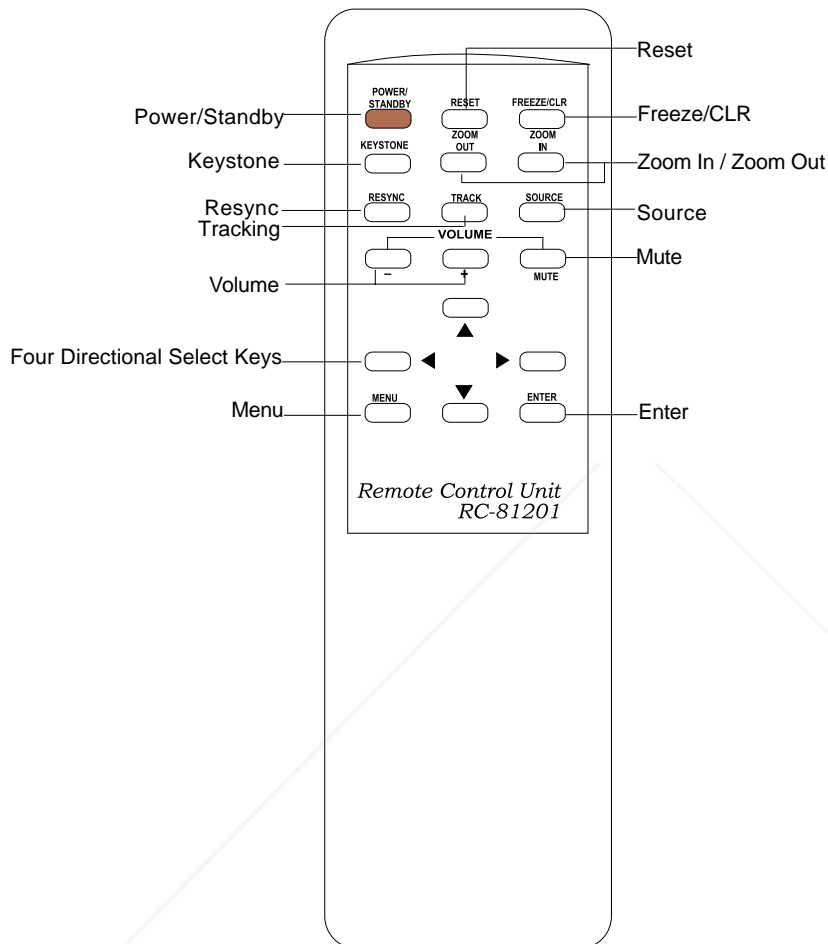 Reset
POWER/
STANDBY
RESET
FREEZE/CLR
Power/Standby
Freeze/CLR
KEYSTONE
ZOOM
OUT
ZOOM
IN
Keystone
Zoom In / Zoom Out
RESYNC
TRACK
SOURCE
Resync
Tracking
Source
VOLUME
Mute
−
+
MUTE
Volume
Four Directional Select Keys
MENU
ENTER
Menu
Enter
Remote Control Unit
RC-81201